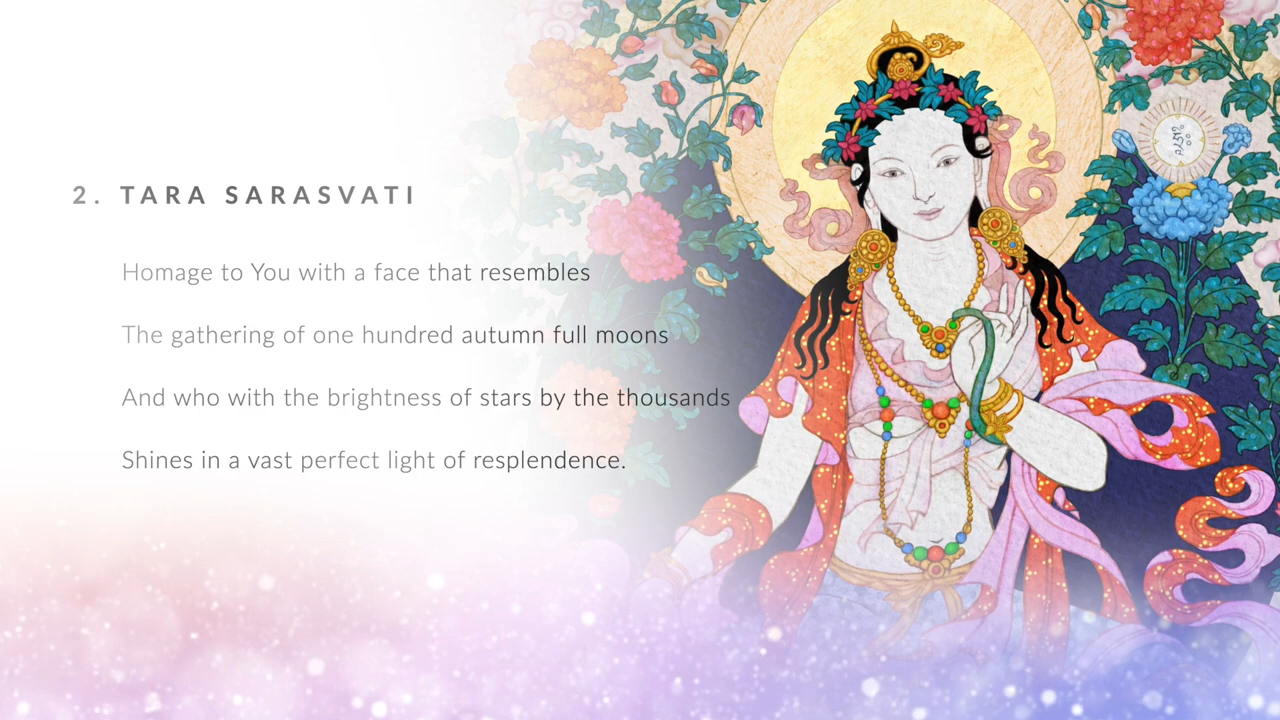 2. TARA SARASVATI
Homage to You with a face that resembles
The gathering of one hundred autumn full moons
And who with the brightness of stars by the thousands
Shines in a vast perfect light of resplendence.